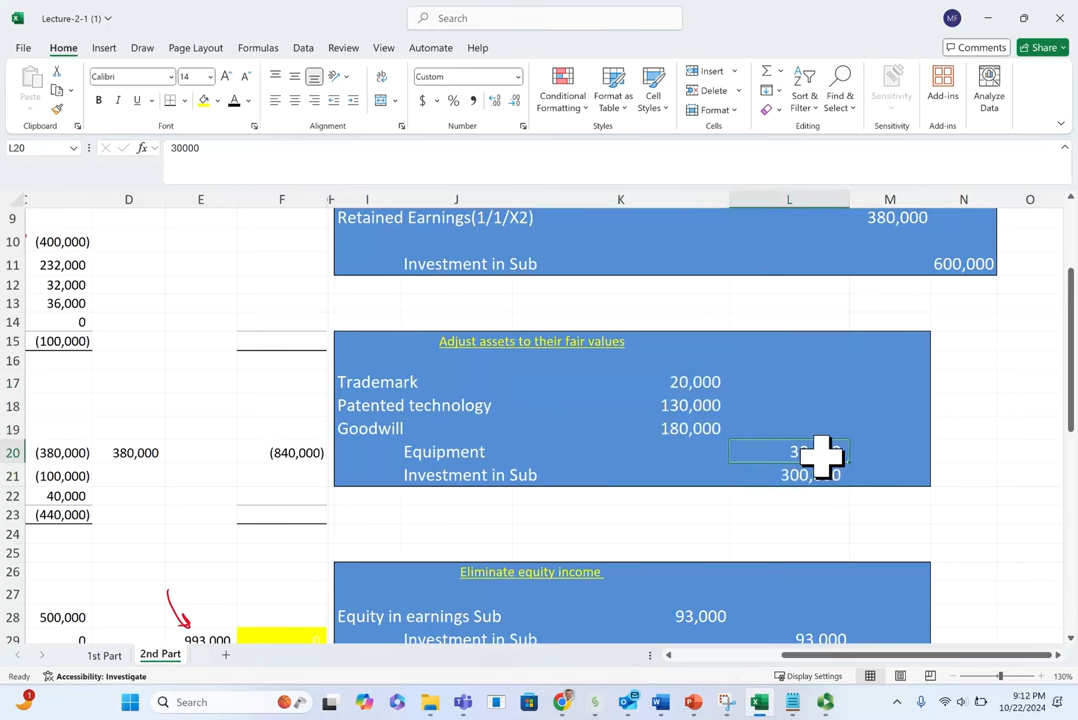 Lecture-2-1 (1)
Search
MF
File Home Insert Draw Page Layout Formulas Data Review View Automate Help
Comments Share
Paste
Calibri 14
B I U
Custom
$ %
Conditional Formatting
Format as Table
Cell Styles
Insert
Delete
Format
Sort & Filter
Find & Select
Sensitivity
Add-ins
Analyze Data
Clipboard Font Alignment Number Styles Cells Editing Sensitivity Add-ins
L20 fx 30000
D E F H I J K L M N O
9 Retained Earnings(1/1/X2) 380,000
10 (400,000)
11 232,000 Investment in Sub 600,000
12 32,000
13 36,000
14 0
15 (100,000) Adjust assets to their fair values
16
17 Trademark 20,000
18 Patented technology 130,000
19 Goodwill 180,000
20 (380,000) 380,000 (840,000) Equipment
21 (100,000) Investment in Sub
22 40,000
23 (440,000)
24
25
26 Eliminate equity income
27
28 500,000 Equity in earnings Sub 93,000
29 0 993,000 0 Investment in Sub 93,000
1st Part 2nd Part
Ready Accessibility: Investigate Display Settings 130%
1 Search 9:12 PM
10/22/2024